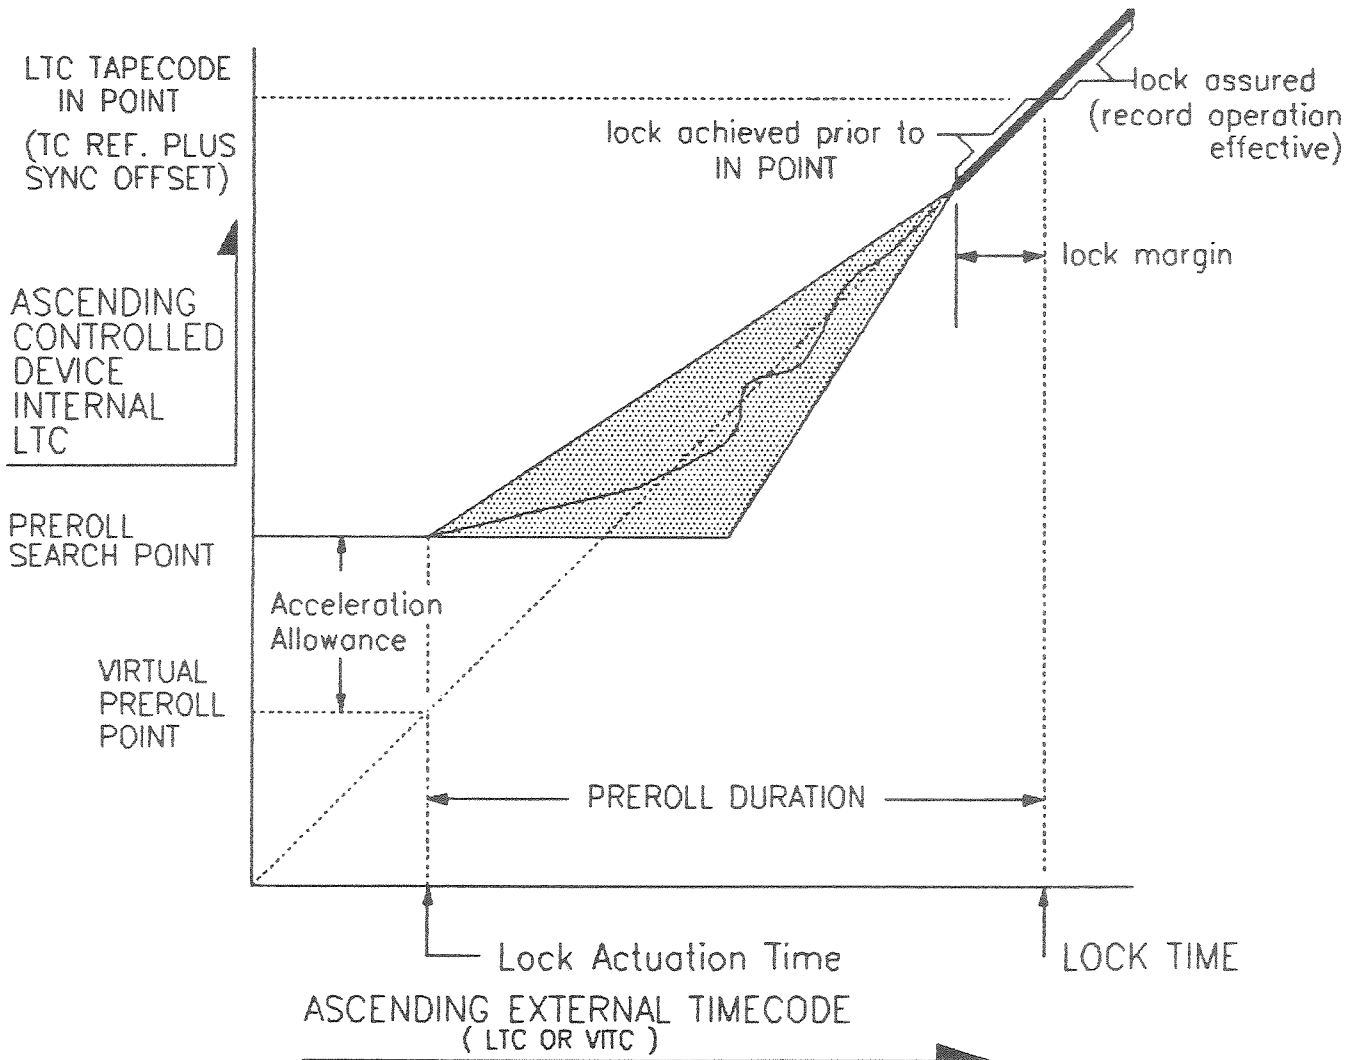 LTC TAPECODE
IN POINT
(TC REF. PLUS
SYNC OFFSET)
lock achieved prior to
IN POINT
lock assured
(record operation
effective)
lock margin
ASCENDING
CONTROLLED
DEVICE
INTERNAL
LTC
PREROLL
SEARCH POINT
Acceleration
Allowance
VIRTUAL
PREROLL
POINT
PREROLL DURATION
Lock Actuation Time
LOCK TIME
ASCENDING EXTERNAL TIMECODE
( LTC OR VITC )